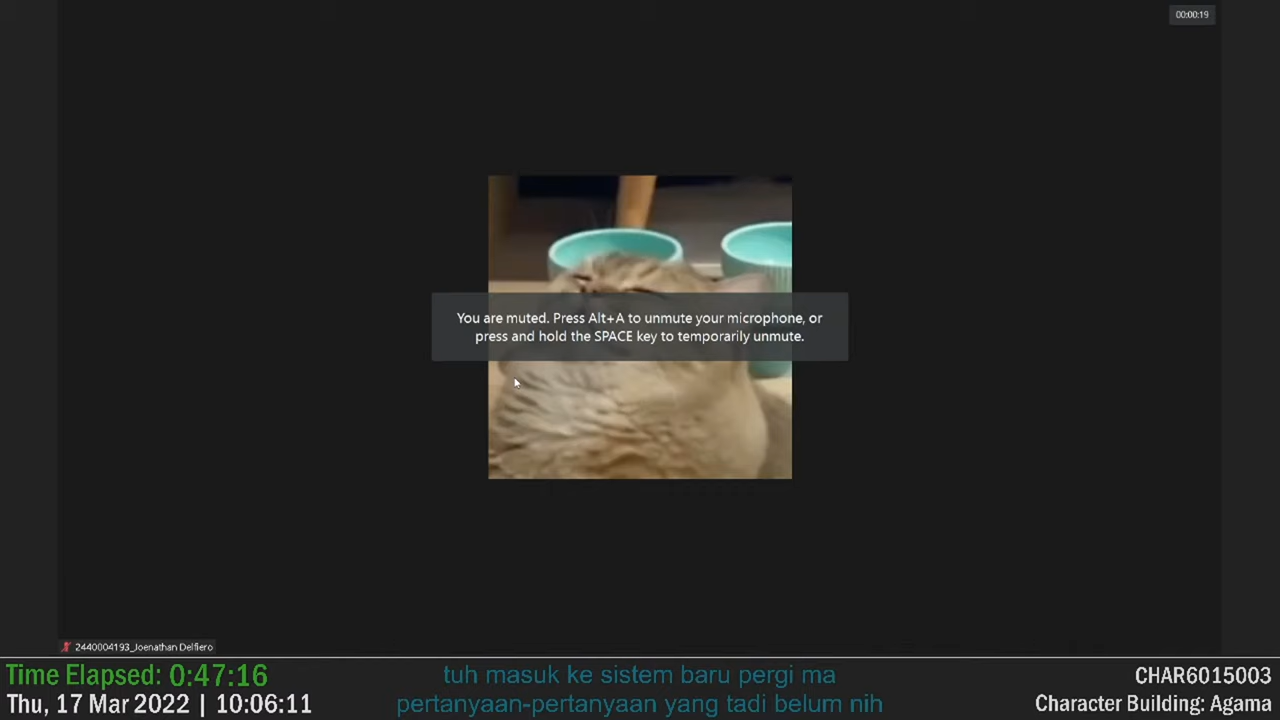 00:00:19
You are muted. Press Alt+A to unmute your microphone, or
press and hold the SPACE key to temporarily unmute.
2440004193_Joenathan Delfiero
Time Elapsed: 0:47:16
Thu, 17 Mar 2022 | 10:06:11
tuh masuk ke sistem baru pergi ma
pertanyaan-pertanyaan yang tadi belum nih
CHAR6015003
Character Building: Agama